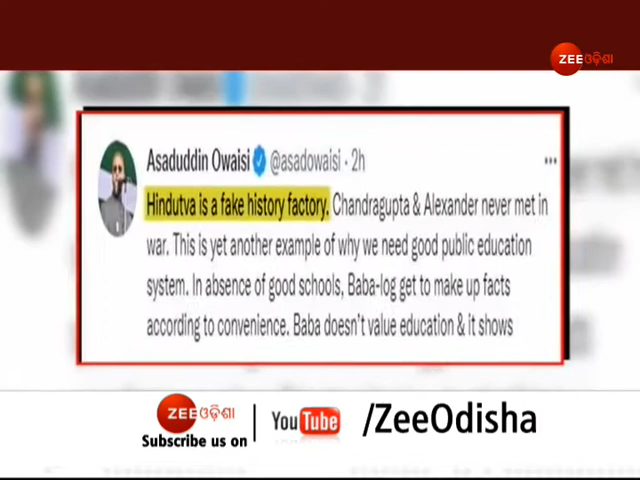 ZEE ଓଡ଼ିଶା
Asaduddin Owaisi @asadowaisi · 2h
Hindutva is a fake history factory. Chandragupta & Alexander never met in
war. This is yet another example of why we need good public education
system. In absence of good schools, Baba-log get to make up facts
according to convenience. Baba doesn't value education & it shows
ZEE ଓଡ଼ିଶା
Subscribe us on
YouTube
/ZeeOdisha